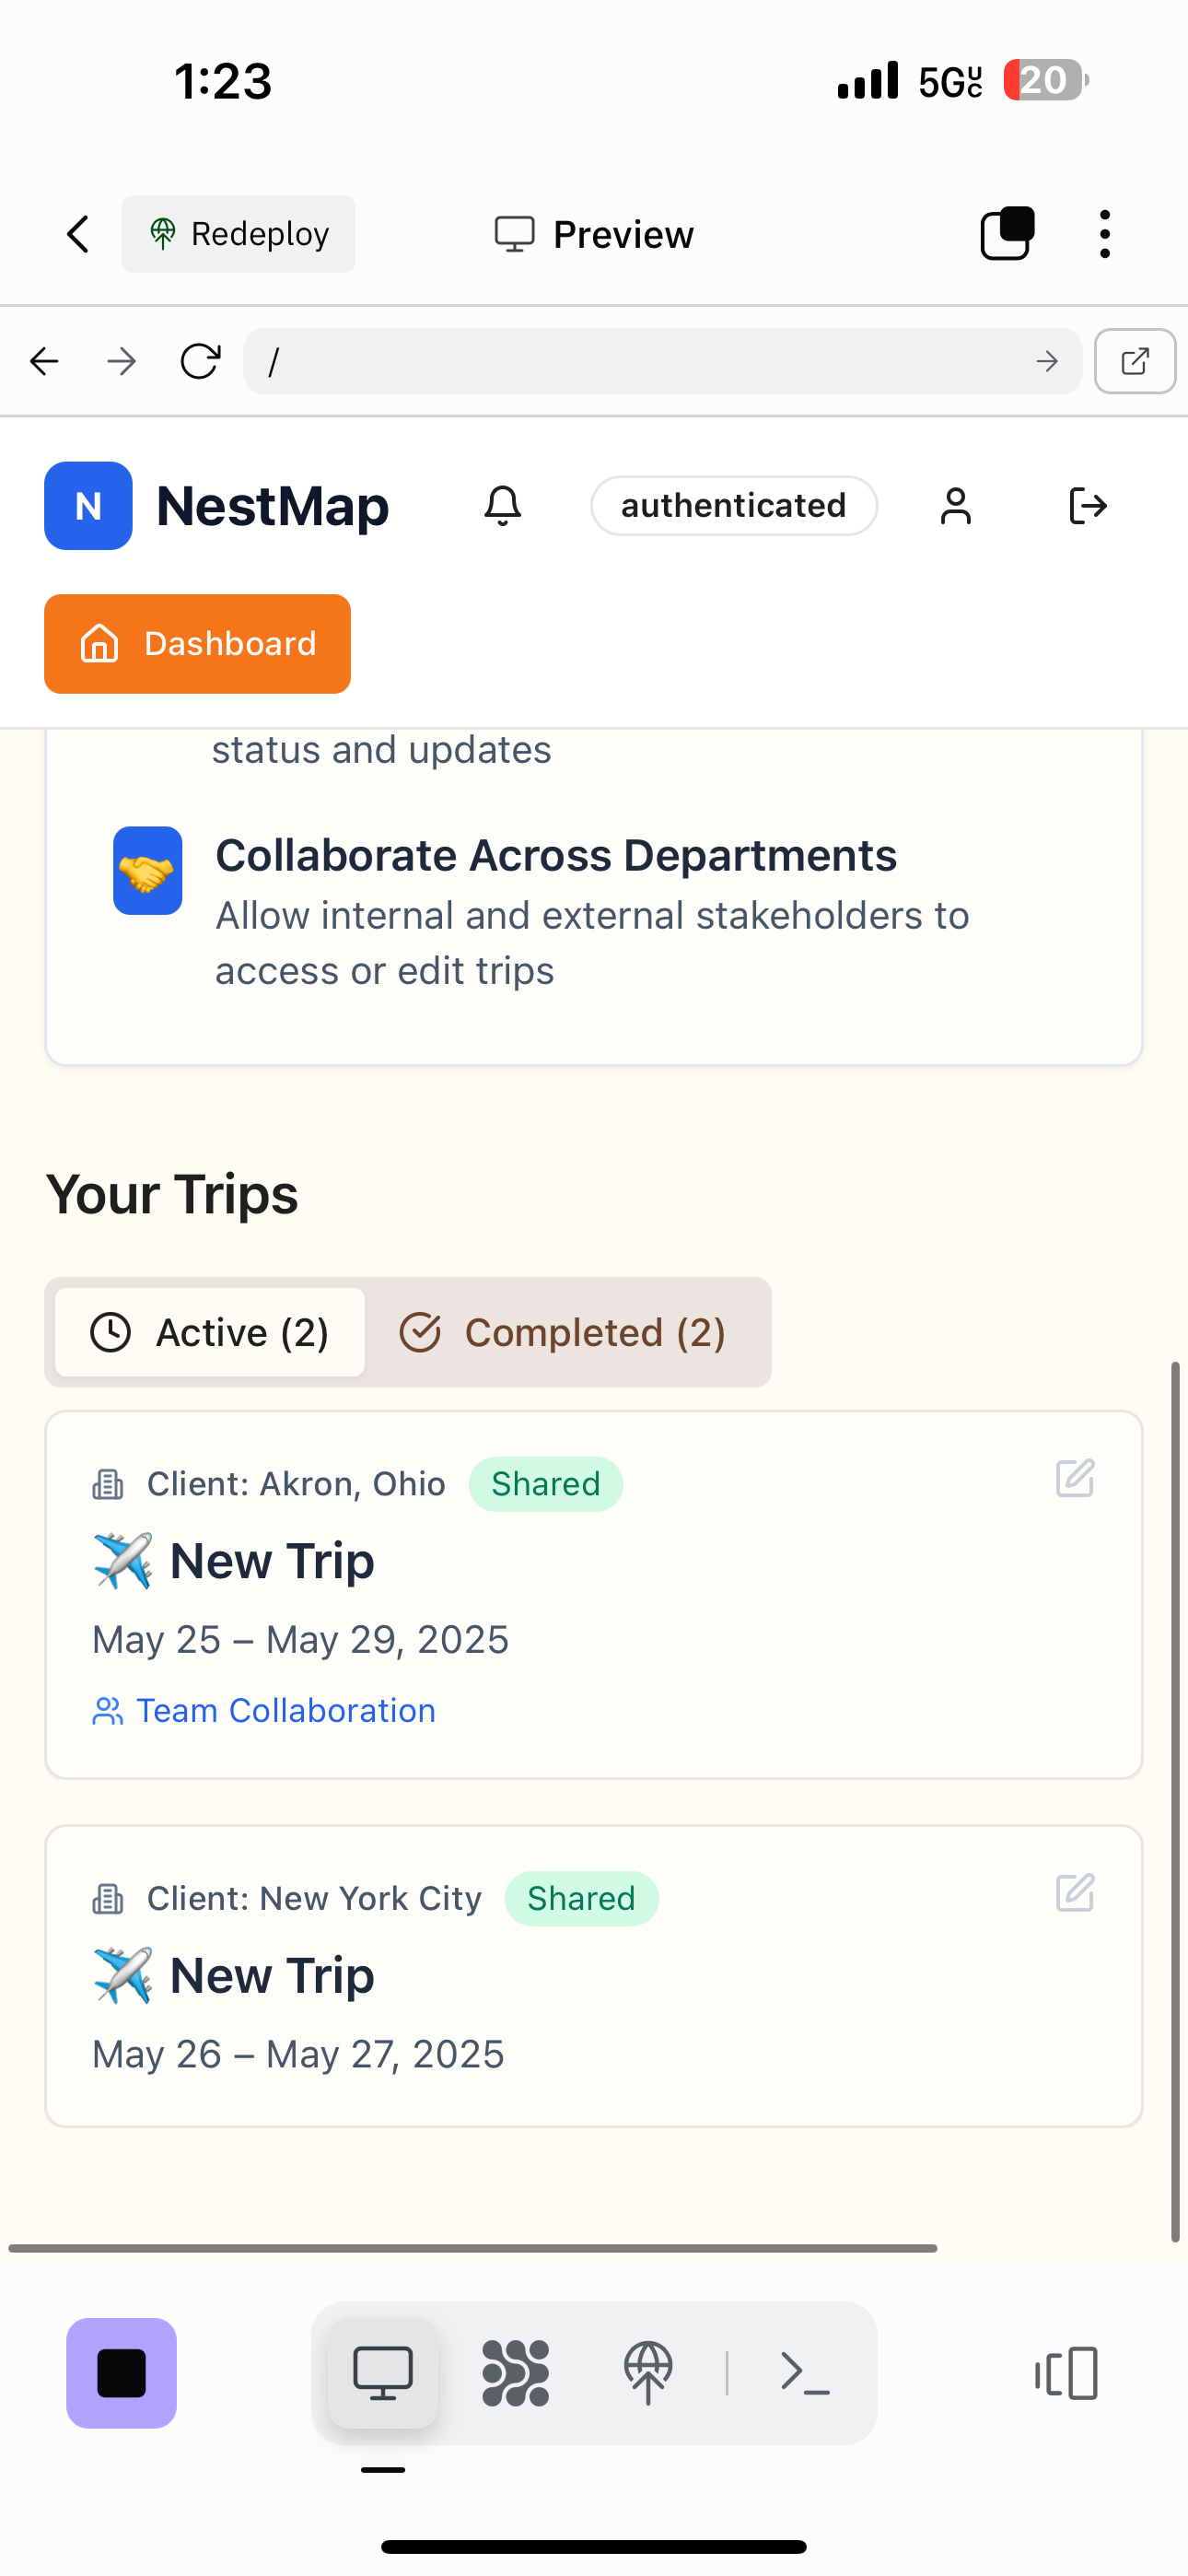 1:23
5GUC
20
Redeploy
Preview
/
N
NestMap
authenticated
Dashboard
status and updates
Collaborate Across Departments
Allow internal and external stakeholders to
access or edit trips
Your Trips
Active (2)
Completed (2)
Client: Akron, Ohio
Shared
New Trip
May 25 – May 29, 2025
Team Collaboration
Client: New York City
Shared
New Trip
May 26 – May 27, 2025